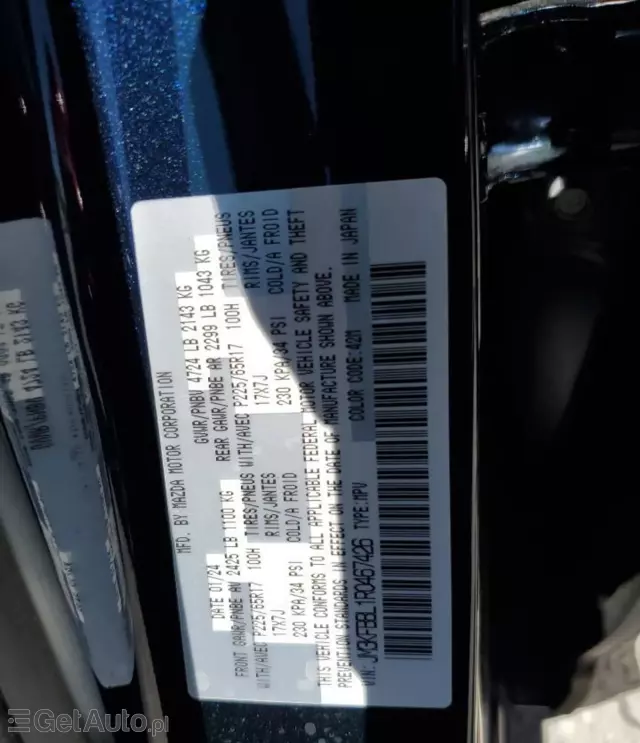 MFD. BY MAZDA MOTOR CORPORATION
DATE 01/24 GVWR/PNBV 4724 LB 2143 KG
FRONT GAWR/PNBE AV 2425 LB 1100 KG REAR GAWR/PNBE AR 2299 LB 1043 KG
WITH/AVEC P225/65R17 100H TIRES/PNEUS WITH/AVEC P225/65R17 100H TIRES/PNEUS
17X7J RIMS/JANTES 17X7J RIMS/JANTES
230 KPA/34 PSI COLD/A FROID 230 KPA/34 PSI COLD/A FROID
THIS VEHICLE CONFORMS TO ALL APPLICABLE FEDERAL MOTOR VEHICLE SAFETY AND THEFT
PREVENTION STANDARDS IN EFFECT ON THE DATE OF MANUFACTURE SHOWN ABOVE.
VIN: JM3KFBBL1R0467426 TYPE:MPV COLOR CODE:42M MADE IN JAPAN
GetAuto.pl